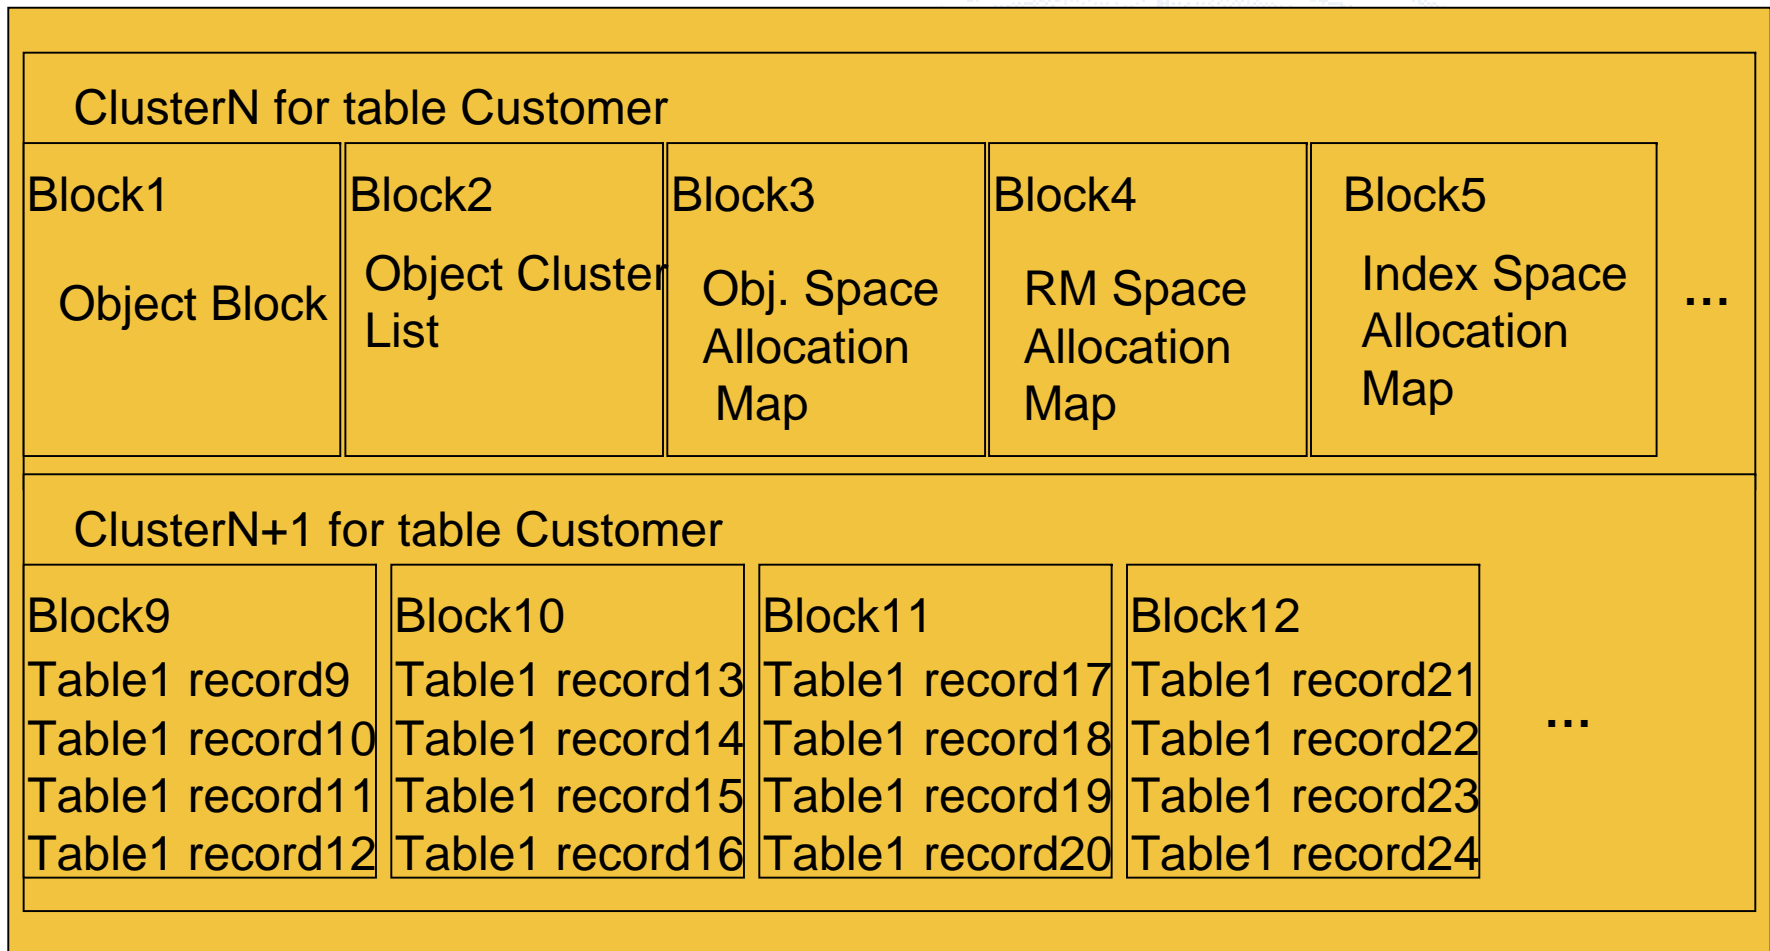 ClusterN for table Customer
Block1
Object Block
Block2
Object Cluster
List
Block3
Obj. Space
Allocation
Map
Block4
RM Space
Allocation
Map
Block5
Index Space
Allocation
Map
...
ClusterN+1 for table Customer
Block9
Table1 record9
Table1 record10
Table1 record11
Table1 record12
Block10
Table1 record13
Table1 record14
Table1 record15
Table1 record16
Block11
Table1 record17
Table1 record18
Table1 record19
Table1 record20
Block12
Table1 record21
Table1 record22
Table1 record23
Table1 record24
...